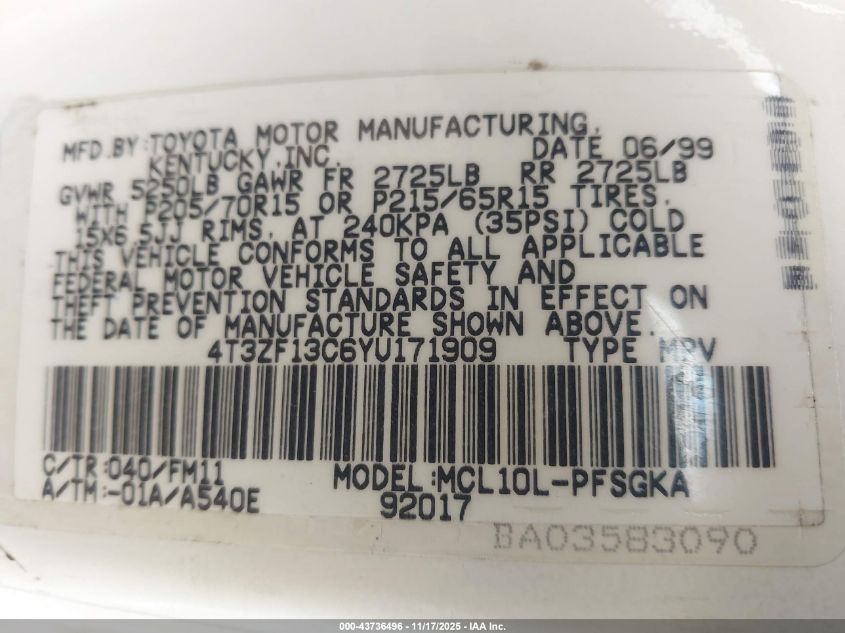 MFD.BY:TOYOTA MOTOR MANUFACTURING,
KENTUCKY,INC. DATE 06/99
GVWR 5250LB GAWR FR 2725LB RR 2725LB
WITH P205/70R15 OR P215/65R15 TIRES,
15X6.5JJ RIMS, AT 240KPA (35PSI) COLD
THIS VEHICLE CONFORMS TO ALL APPLICABLE
FEDERAL MOTOR VEHICLE SAFETY AND
THEFT PREVENTION STANDARDS IN EFFECT ON
THE DATE OF MANUFACTURE SHOWN ABOVE.
4T3ZF13C6YU171909 TYPE MPV
C/TR:040/FM11 MODEL:MCL10L-PFSGKA
A/TM:-01A/A540E 92017
BA03583090
000-43736496 - 11/17/2025 - IAA Inc.